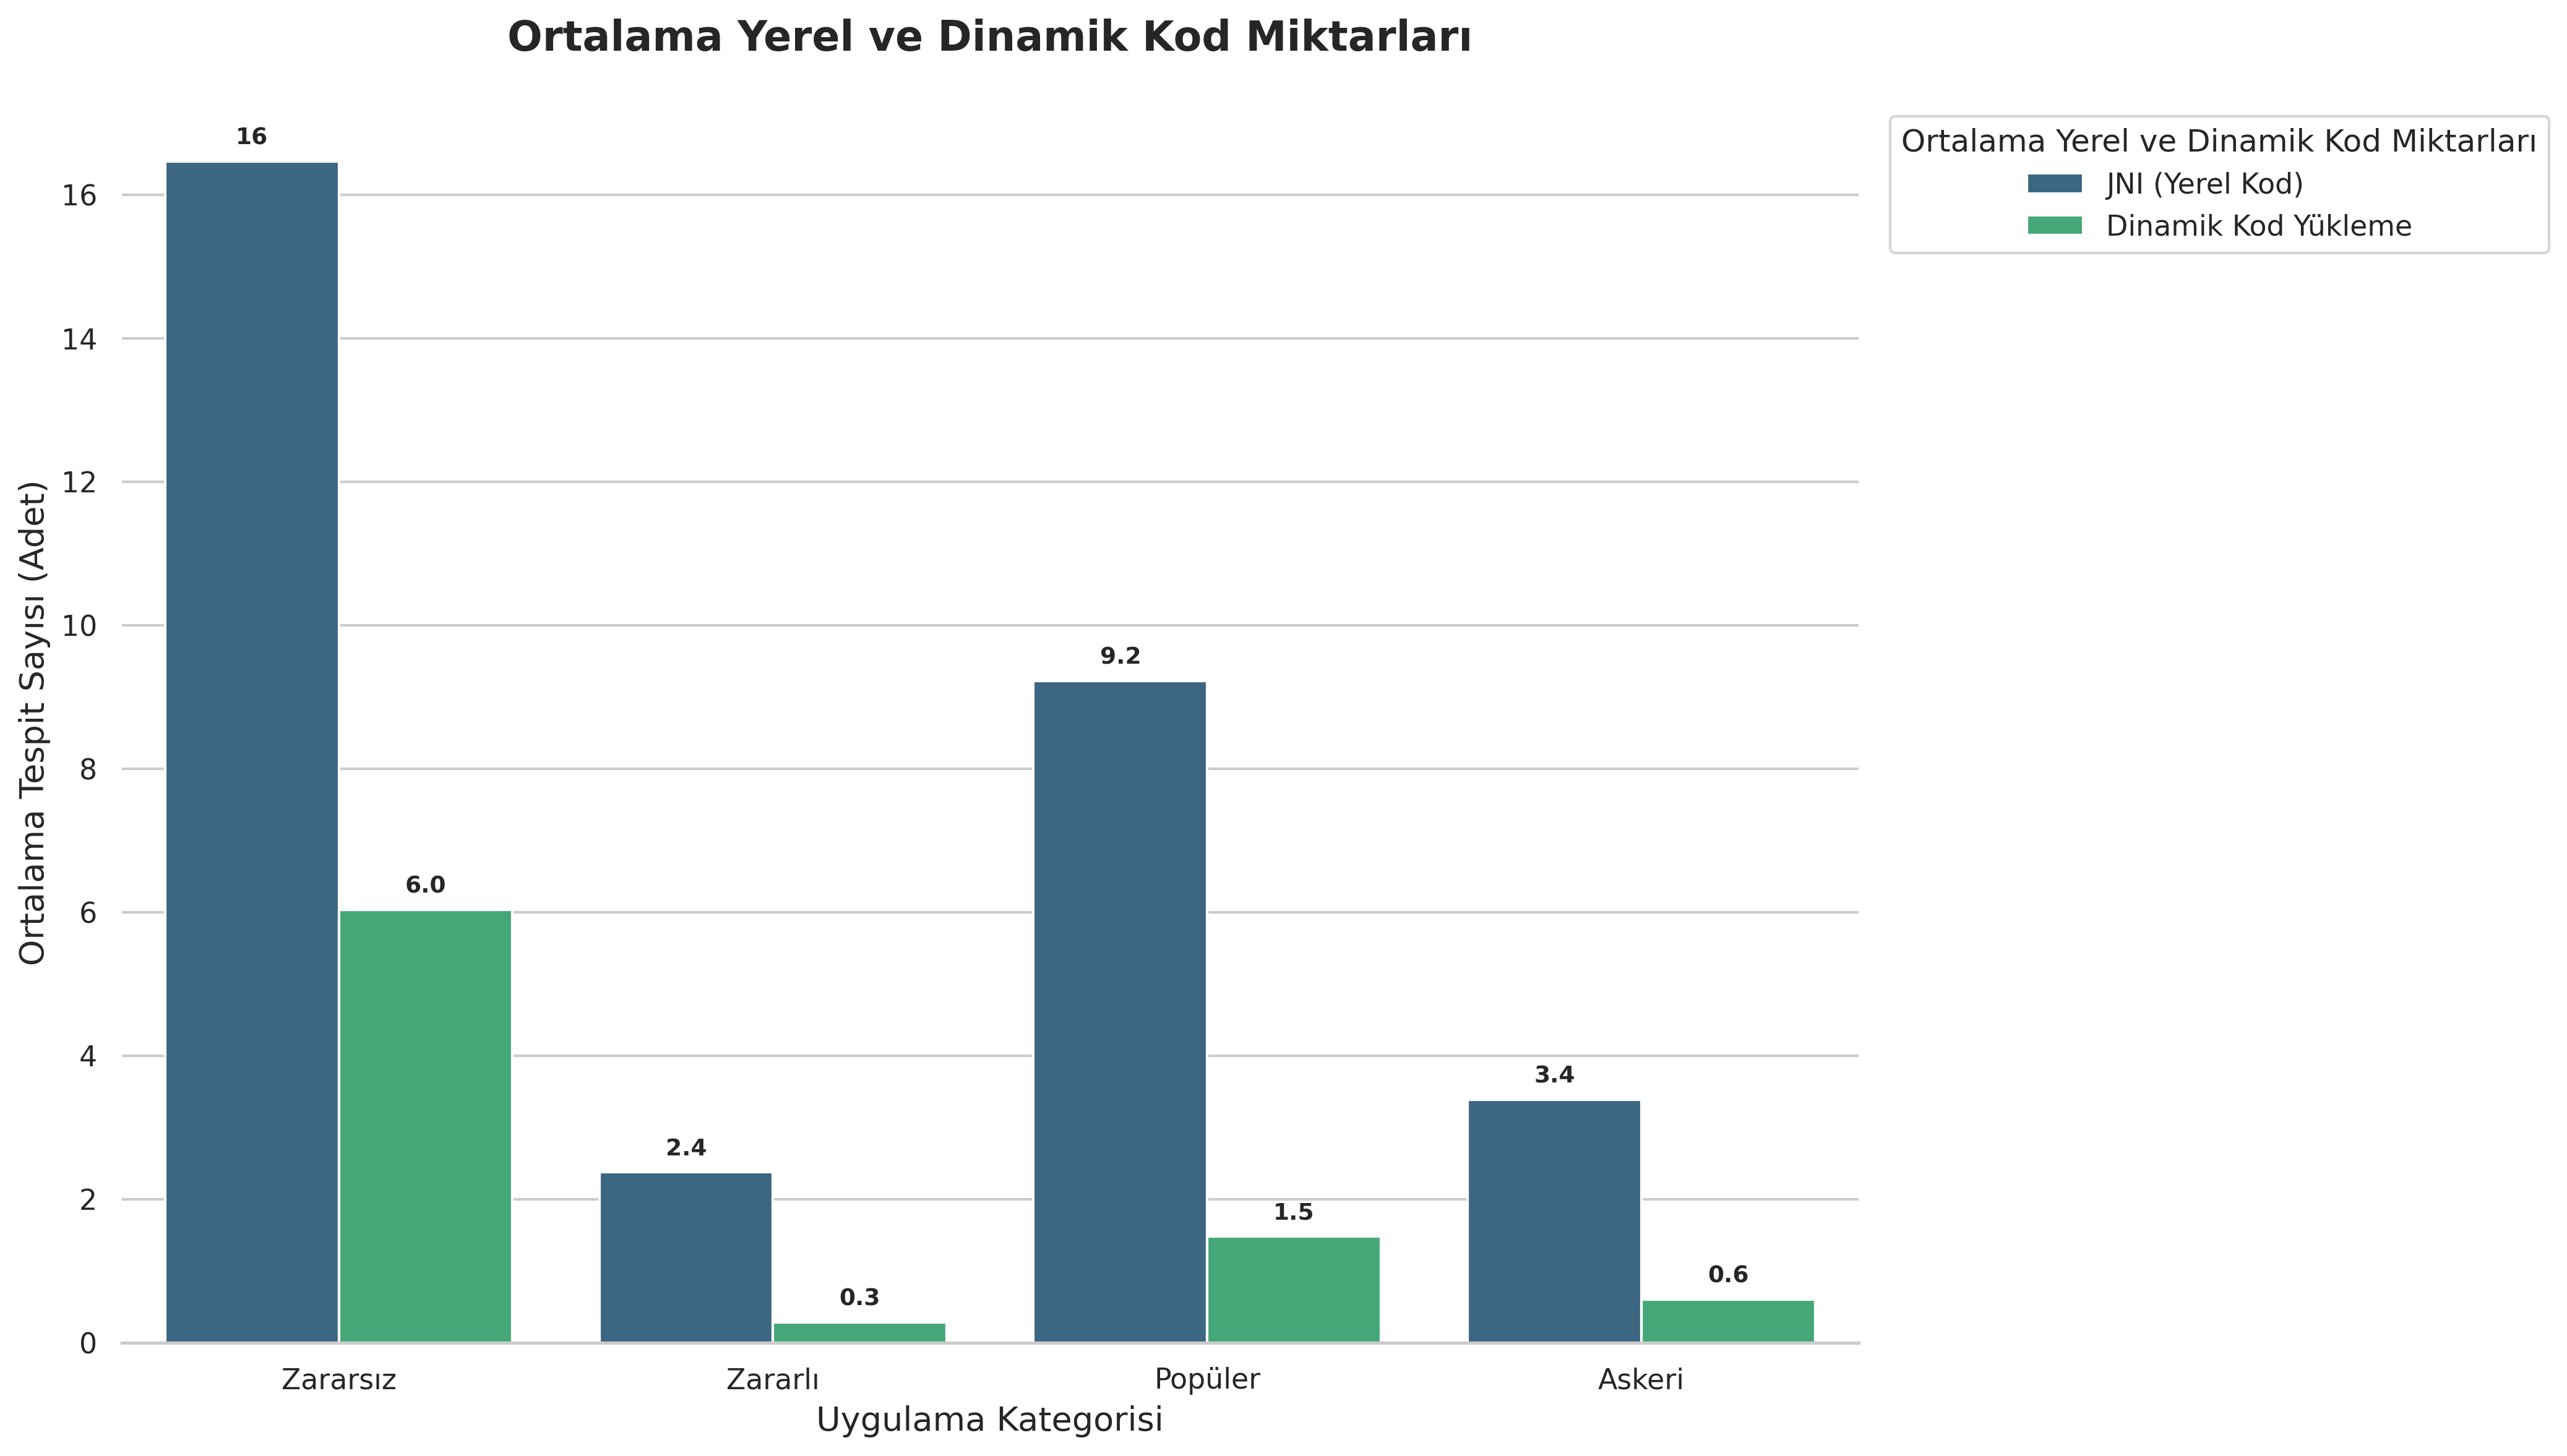 Ortalama Yerel ve Dinamik Kod Miktarları
Ortalama Yerel ve Dinamik Kod Miktarları
JNI (Yerel Kod)
Dinamik Kod Yükleme
Ortalama Tespit Sayısı (Adet)
16
14
12
10
8
6
4
2
0
16
6.0
2.4
0.3
9.2
1.5
3.4
0.6
Zararsız
Zararlı
Popüler
Askeri
Uygulama Kategorisi